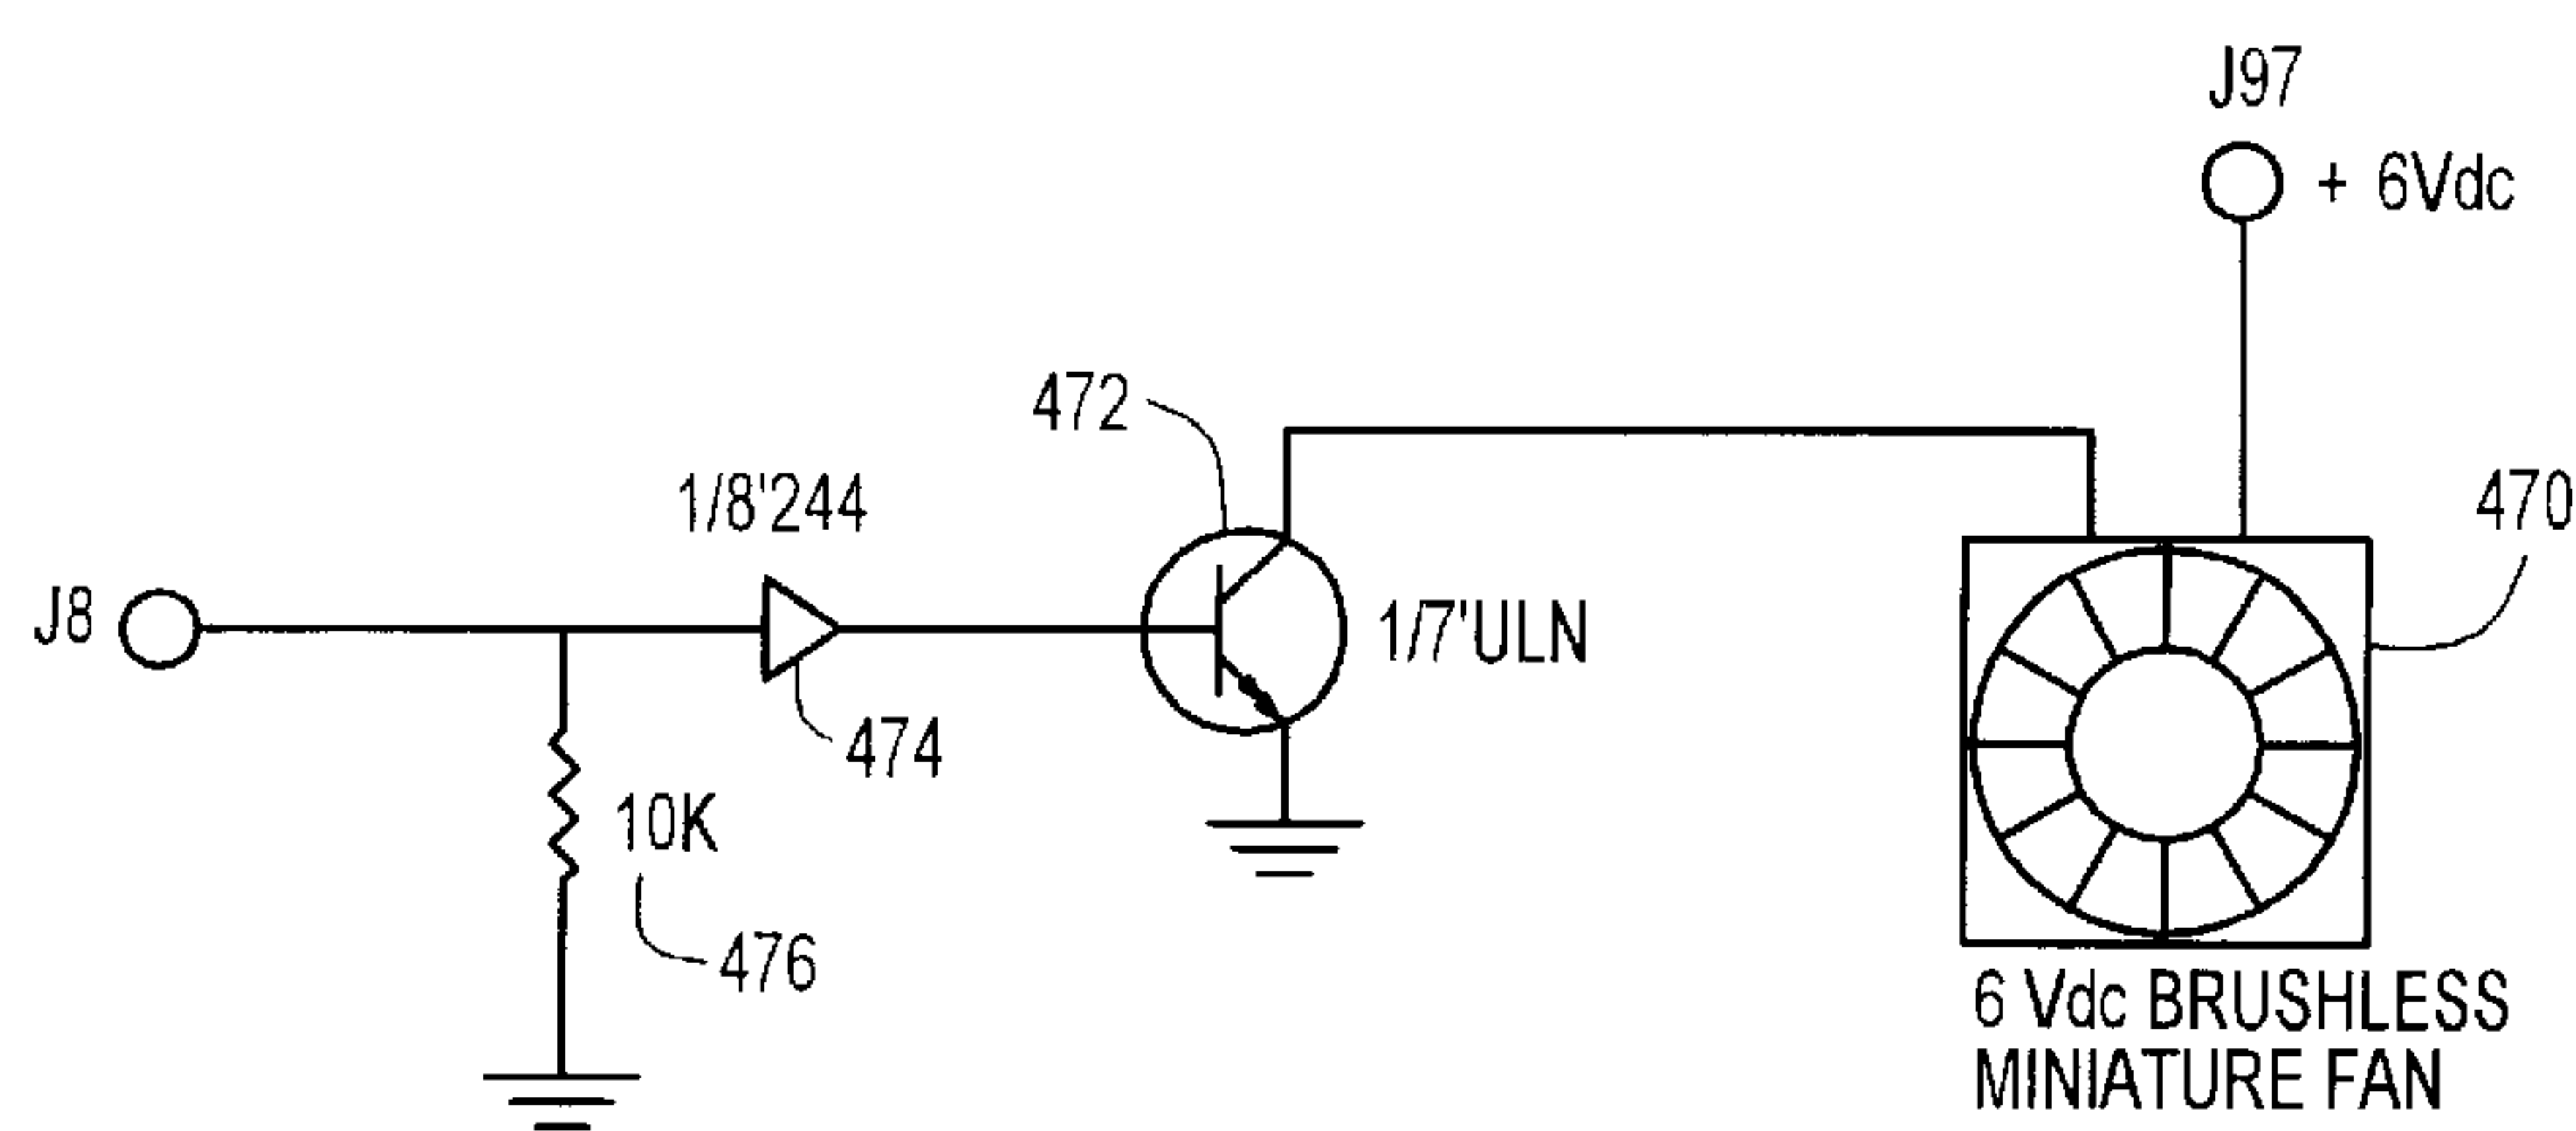 J97
+ 6Vdc
472
1/8'244
470
J8
1/7'ULN
474
10K
476
6 Vdc BRUSHLESS
MINIATURE FAN